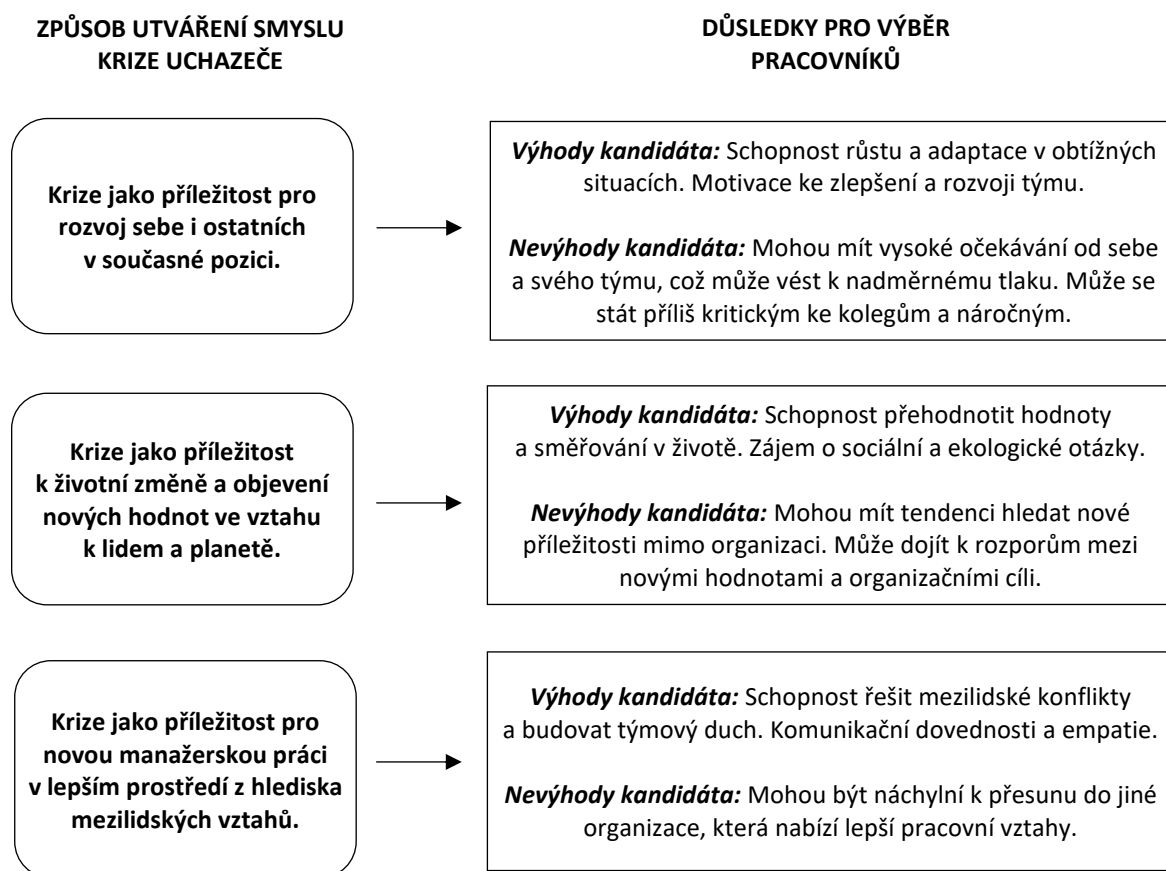 ZPŮSOB UTVÁŘENÍ SMYSLU
KRIZE UCHAZEČE
DŮSLEDKY PRO VÝBĚR
PRACOVNÍKŮ
Krize jako příležitost pro
rozvoj sebe i ostatních
v současné pozici.
Výhody kandidáta: Schopnost růstu a adaptace v obtížných
situacích. Motivace ke zlepšení a rozvoji týmu.
Nevýhody kandidáta: Mohou mít vysoké očekávání od sebe
a svého týmu, což může vést k nadměrnému tlaku. Může se
stát příliš kritickým ke kolegům a náročným.
Krize jako příležitost
k životní změně a objevení
nových hodnot ve vztahu
k lidem a planetě.
Výhody kandidáta: Schopnost přehodnotit hodnoty
a směřování v životě. Zájem o sociální a ekologické otázky.
Nevýhody kandidáta: Mohou mít tendenci hledat nové
příležitosti mimo organizaci. Může dojít k rozporům mezi
novými hodnotami a organizačními cíli.
Krize jako příležitost pro
novou manažerskou práci
v lepším prostředí z hlediska
mezilidských vztahů.
Výhody kandidáta: Schopnost řešit mezilidské konflikty
a budovat týmový duch. Komunikační dovednosti a empatie.
Nevýhody kandidáta: Mohou být náchylní k přesunu do jiné
organizace, která nabízí lepší pracovní vztahy.